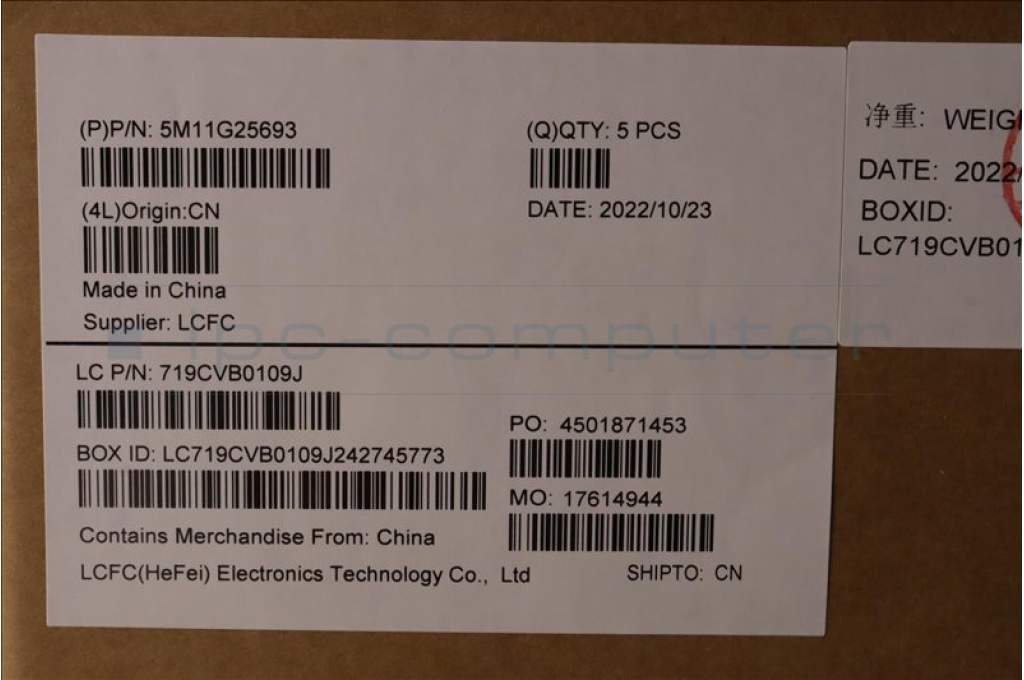 (P)P/N: 5M11G25693
(Q)QTY: 5 PCS
(4L)Origin:CN
DATE: 2022/10/23
Made in China
Supplier: LCFC
ipc-computer
LC P/N: 719CVB0109J
PO: 4501871453
BOX ID: LC719CVB0109J242745773
MO: 17614944
Contains Merchandise From: China
LCFC(HeFei) Electronics Technology Co., Ltd
SHIPTO: CN
净重:
DATE: 2022/
BOXID:
LC719CVB01